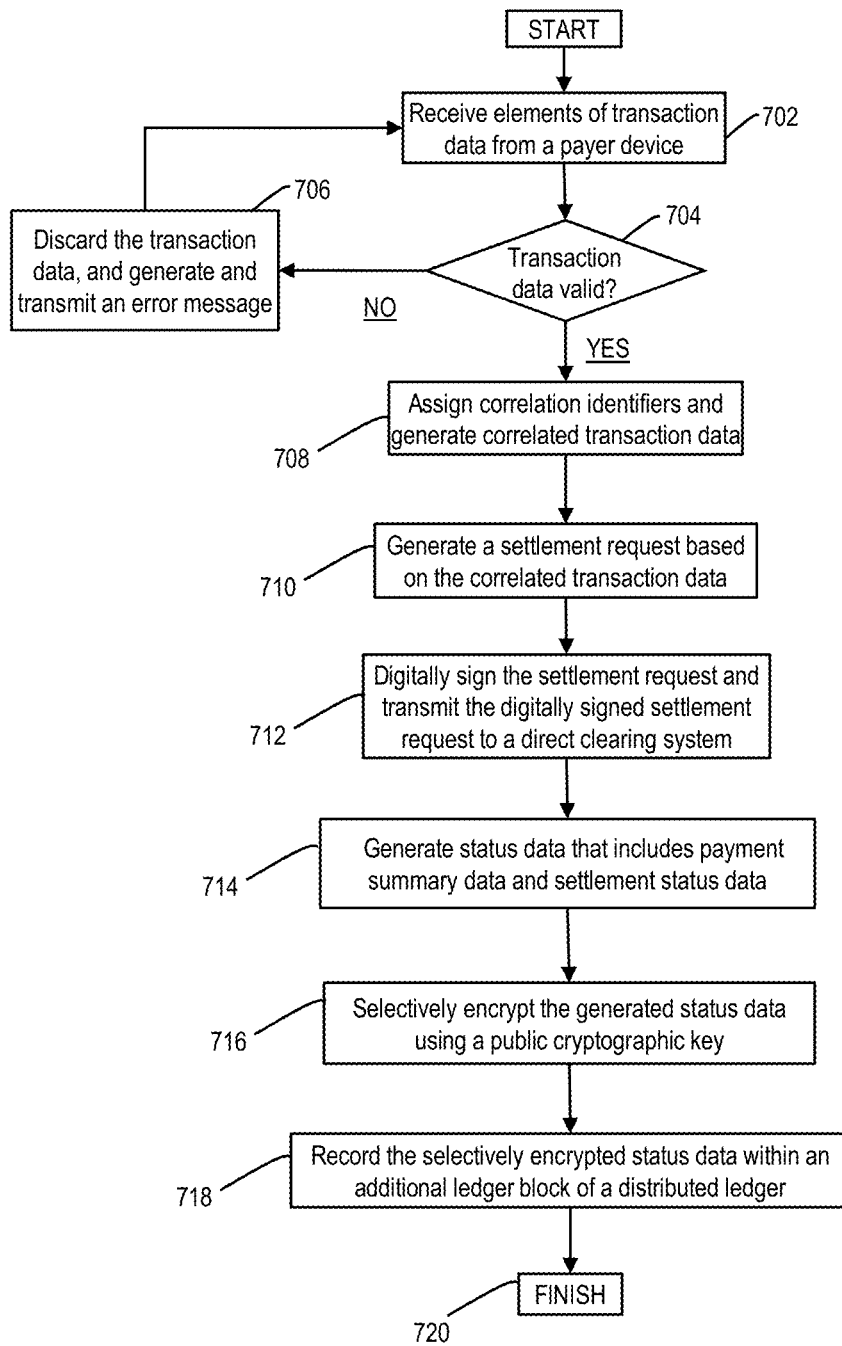 START
Receive elements of transaction
data from a payer device
702
706
Discard the transaction
data, and generate and
transmit an error message
704
Transaction
data valid?
NO
YES
Assign correlation identifiers and
generate correlated transaction data
708
Generate a settlement request based
on the correlated transaction data
710
Digitally sign the settlement request and
transmit the digitally signed settlement
request to a direct clearing system
712
Generate status data that includes payment
summary data and settlement status data
714
Selectively encrypt the generated status data
using a public cryptographic key
716
Record the selectively encrypted status data within an
additional ledger block of a distributed ledger
718
FINISH
720